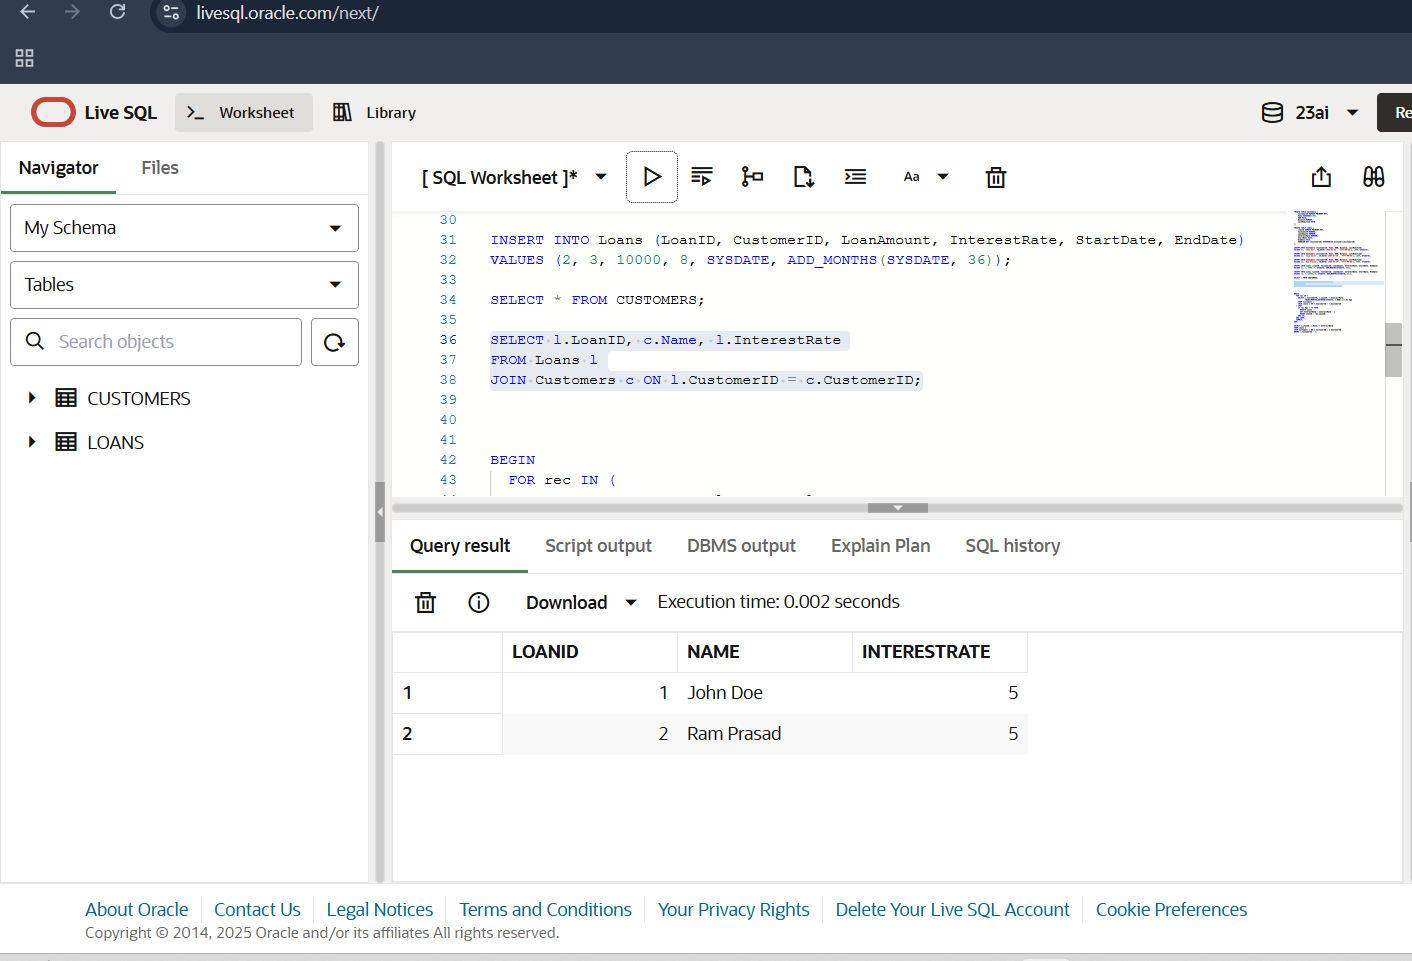 livesql.oracle.com/next/
Live SQL
Worksheet
Library
23ai
Re
Navigator
Files
My Schema
Tables
Search objects
CUSTOMERS
LOANS
[ SQL Worksheet ]*
Aa
30
31 INSERT INTO Loans (LoanID, CustomerID, LoanAmount, InterestRate, StartDate, EndDate)
32 VALUES (2, 3, 10000, 8, SYSDATE, ADD_MONTHS(SYSDATE, 36));
33
34 SELECT * FROM CUSTOMERS;
35
36 SELECT l.LoanID, c.Name, l.InterestRate
37 FROM Loans l
38 JOIN Customers c ON l.CustomerID = c.CustomerID;
39
40
41
42 BEGIN
43 FOR rec IN (
Query result
Script output
DBMS output
Explain Plan
SQL history
Download
Execution time: 0.002 seconds
LOANID NAME INTERESTRATE
1 1 John Doe 5
2 2 Ram Prasad 5
About Oracle
Contact Us
Legal Notices
Terms and Conditions
Your Privacy Rights
Delete Your Live SQL Account
Cookie Preferences
Copyright © 2014, 2025 Oracle and/or its affiliates All rights reserved.